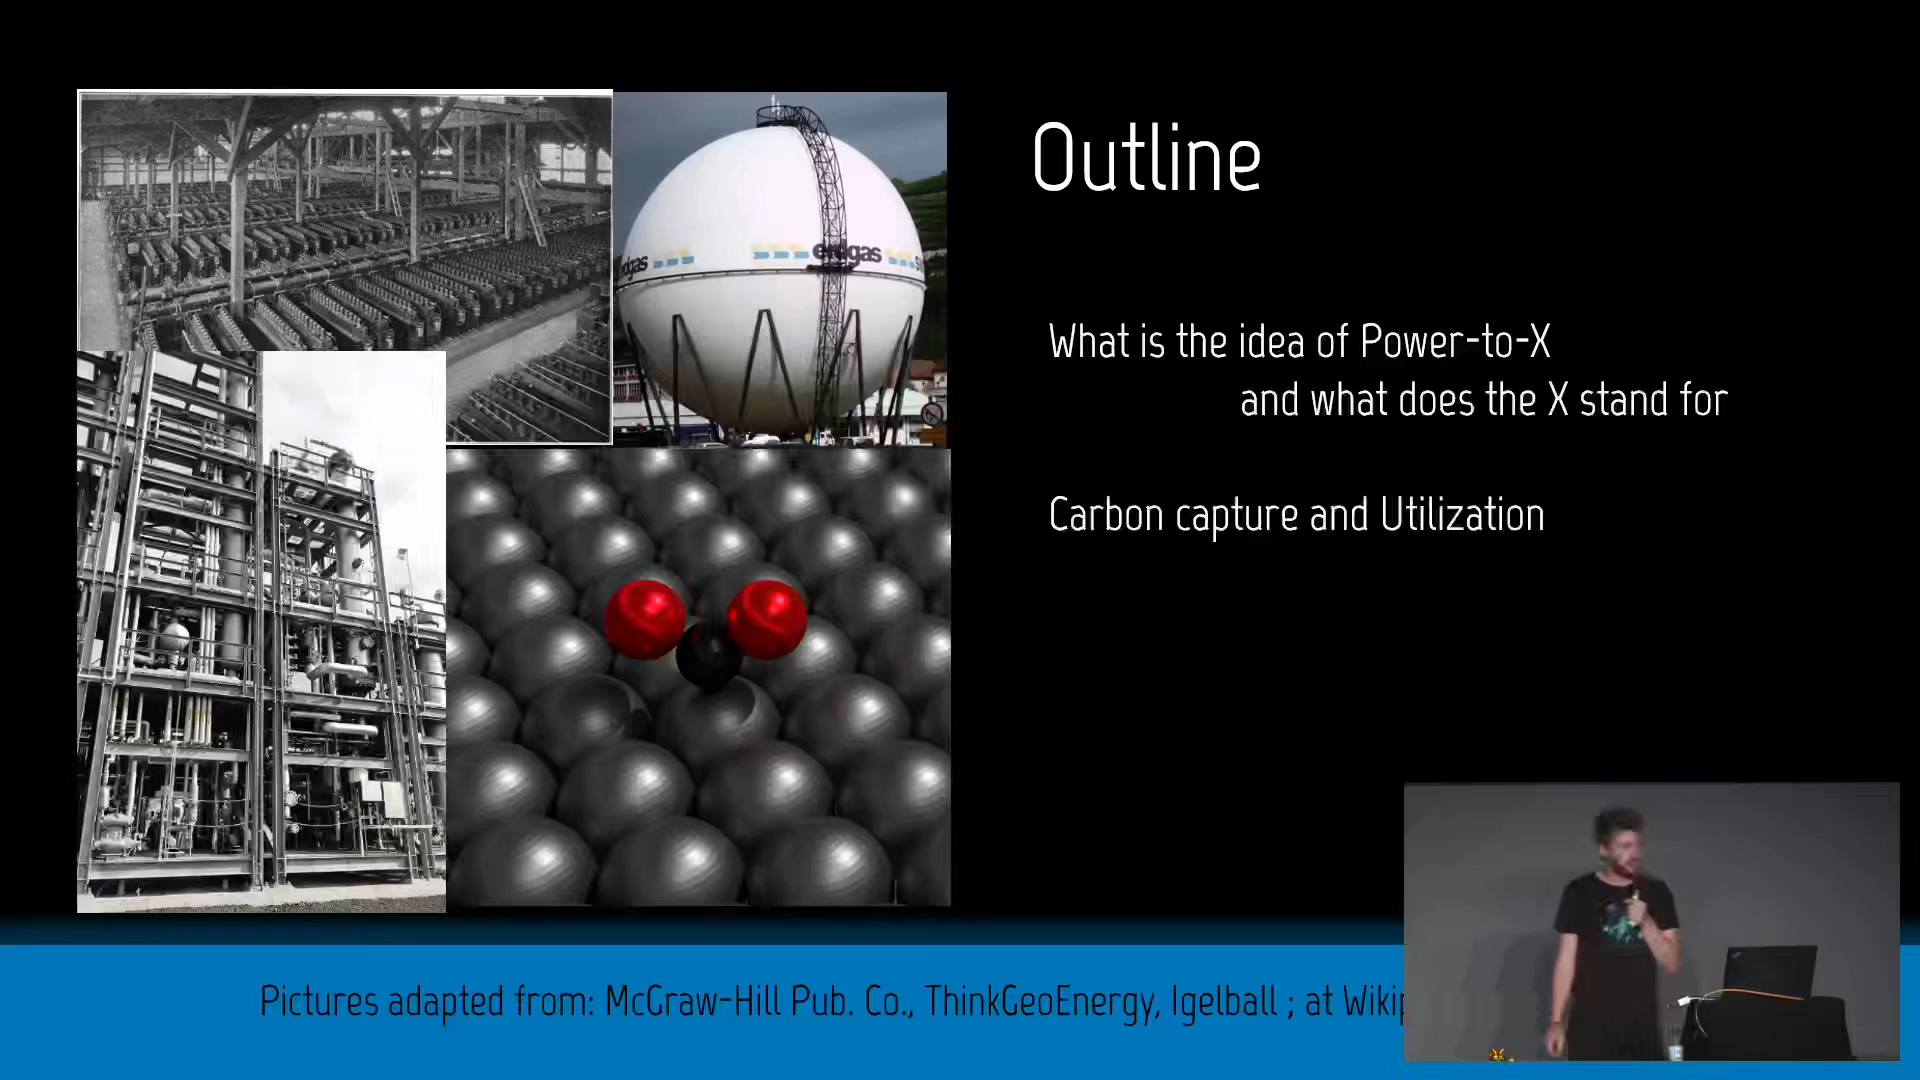 Outline
erdgas
What is the idea of Power-to-X
and what does the X stand for
Carbon capture and Utilization
Pictures adapted from: McGraw-Hill Pub. Co., ThinkGeoEnergy, Igelball ; at